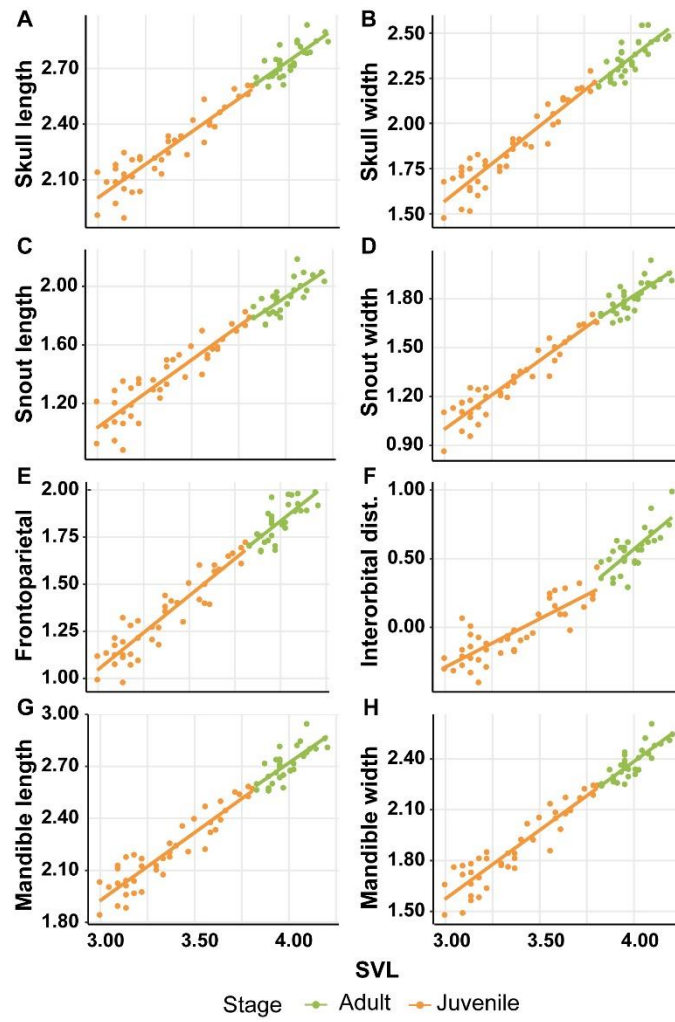 A
Skull length
2.70
2.40
2.10
B
Skull width
2.50
2.25
2.00
1.75
1.50
C
Snout length
2.00
1.60
1.20
D
Snout width
1.80
1.50
1.20
0.90
E
Frontoparietal
2.00
1.75
1.50
1.25
1.00
F
Interorbital dist.
1.00
0.50
0.00
G
Mandible length
3.00
2.70
2.40
2.10
1.80
3.00 3.50 4.00
H
Mandible width
2.40
2.10
1.80
1.50
3.00 3.50 4.00
SVL
Stage Adult Juvenile